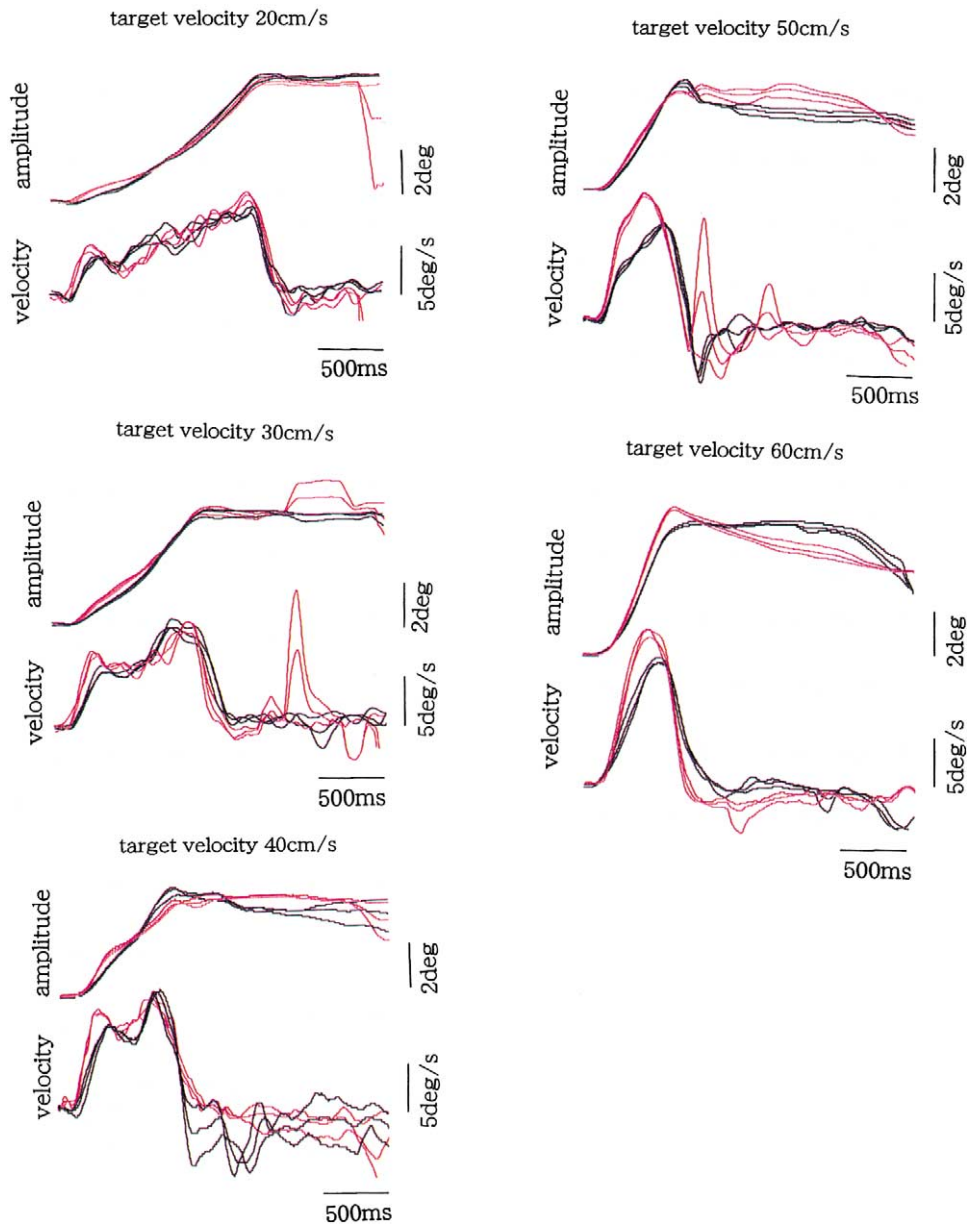 target velocity 20cm/s
amplitude
2deg
velocity
5deg/s
500ms
target velocity 30cm/s
amplitude
2deg
velocity
5deg/s
500ms
target velocity 40cm/s
amplitude
2deg
velocity
5deg/s
500ms
target velocity 50cm/s
amplitude
2deg
velocity
5deg/s
500ms
target velocity 60cm/s
amplitude
2deg
velocity
5deg/s
500ms